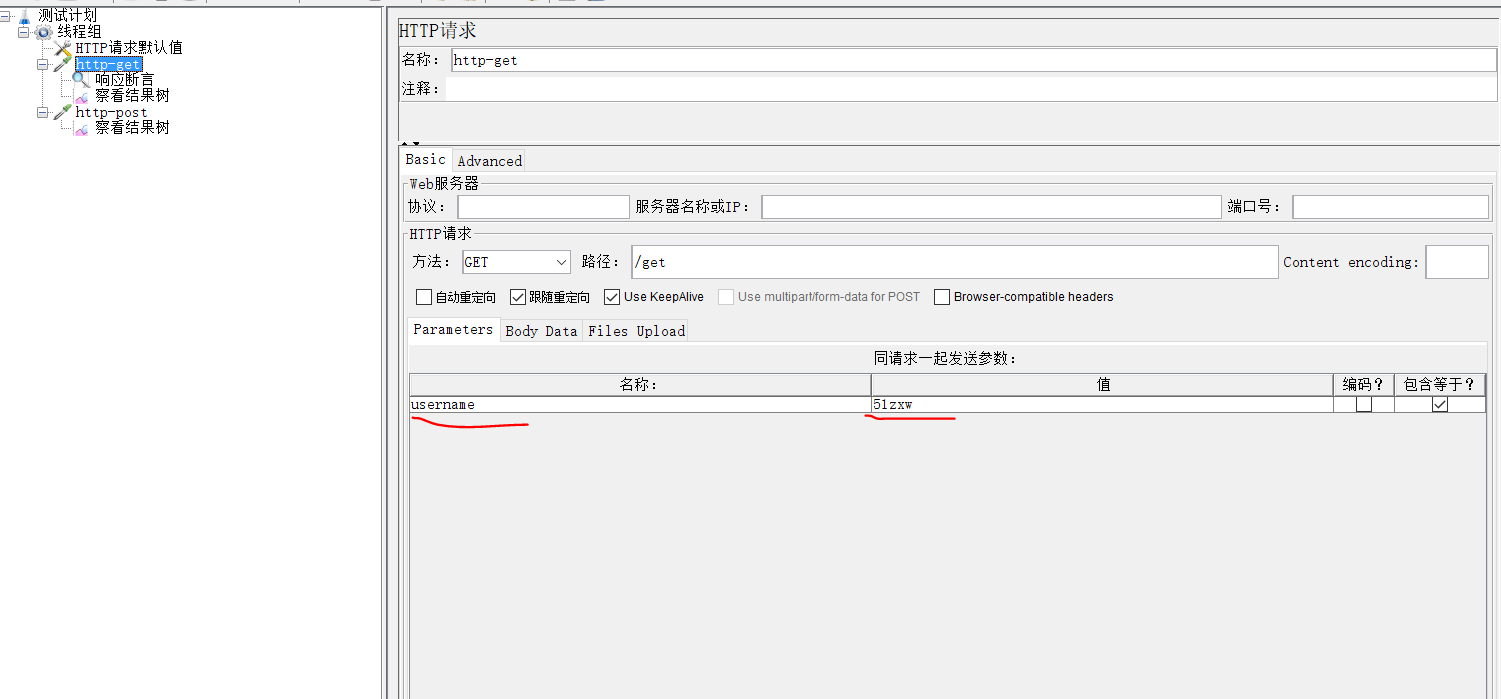 测试计划
线程组
HTTP请求默认值
http-get
响应断言
察看结果树
http-post
察看结果树
HTTP请求
名称： http-get
注释：
Basic Advanced
Web服务器
协议： 服务器名称或IP： 端口号：
HTTP请求
方法： GET 路径： /get Content encoding:
自动重定向 跟随重定向 Use KeepAlive Use multipart/form-data for POST Browser-compatible headers
Parameters Body Data Files Upload
同请求一起发送参数：
名称： 值 编码？ 包含等于？
username 51zxw